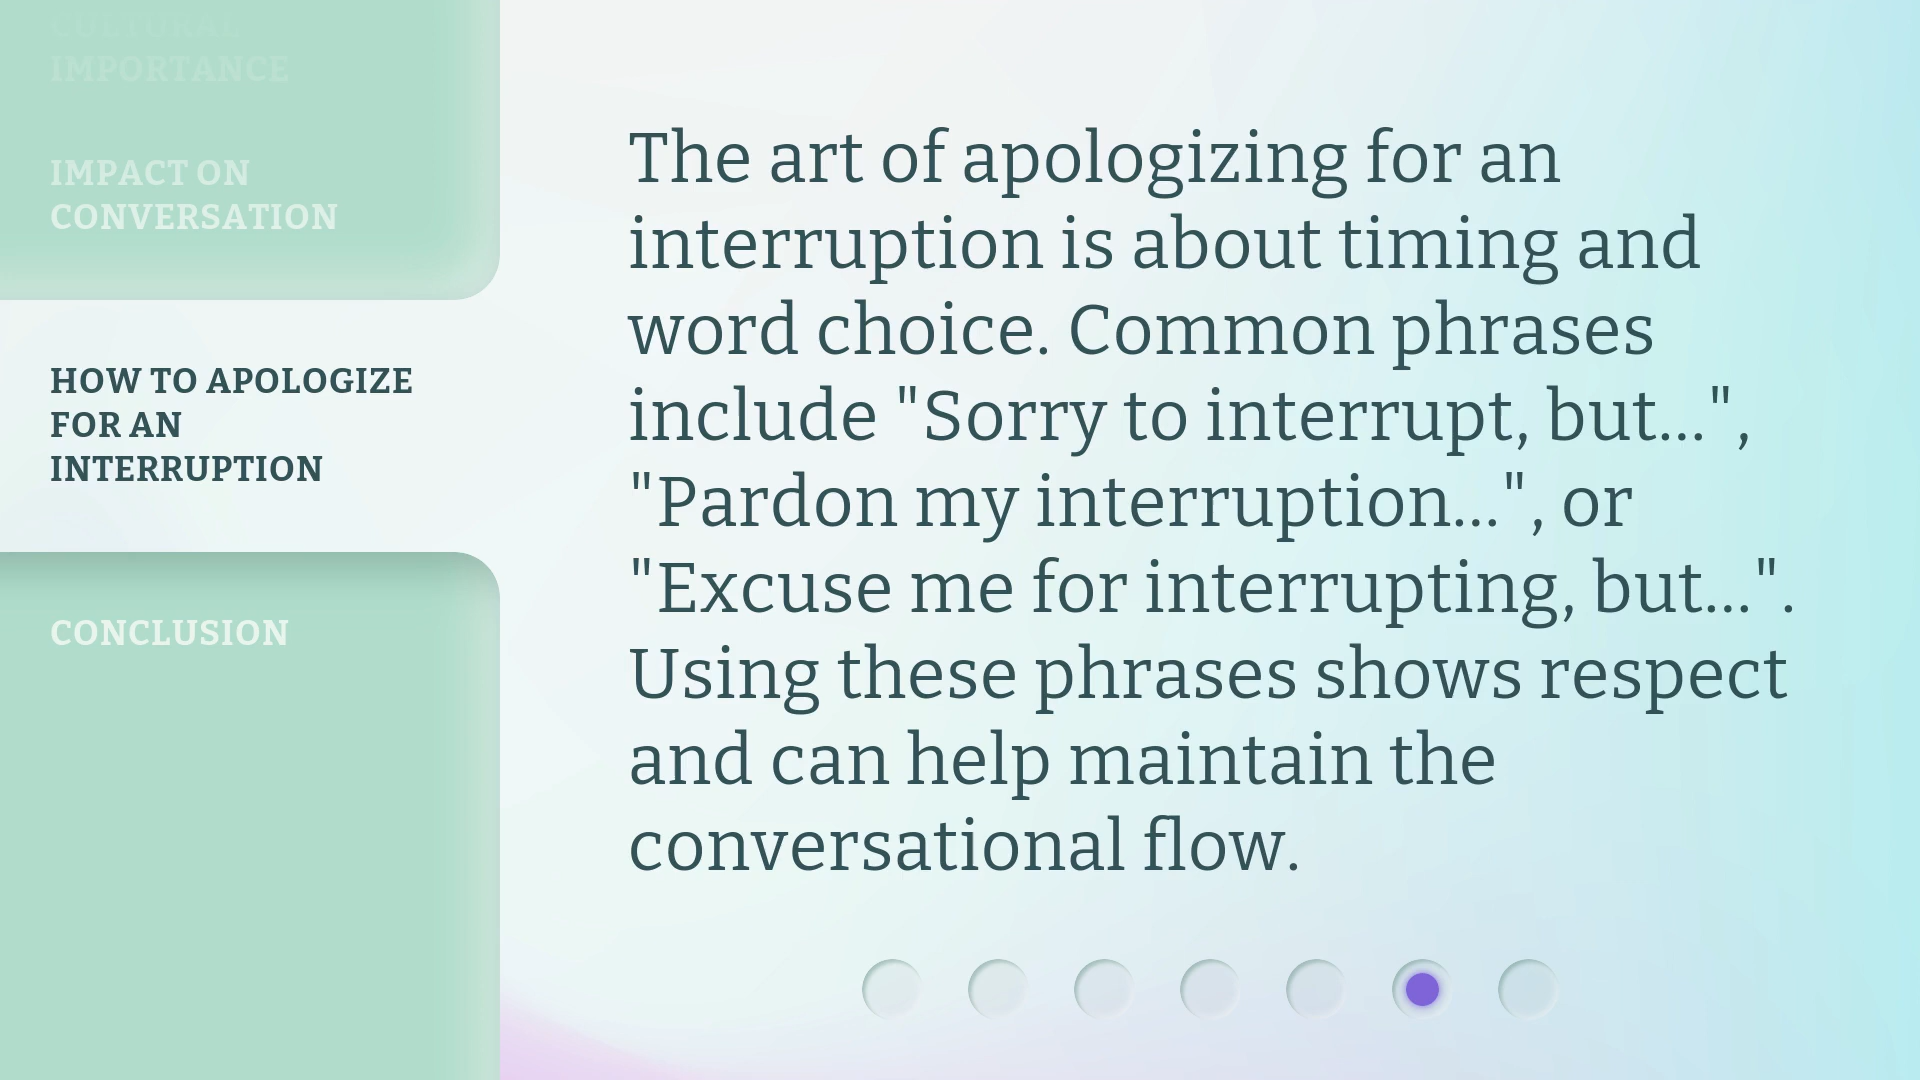 CULTURAL
IMPORTANCE
IMPACT ON
CONVERSATION
HOW TO APOLOGIZE
FOR AN
INTERRUPTION
CONCLUSION
The art of apologizing for an
interruption is about timing and
word choice. Common phrases
include "Sorry to interrupt, but...",
"Pardon my interruption...", or
"Excuse me for interrupting, but...".
Using these phrases shows respect
and can help maintain the
conversational flow.